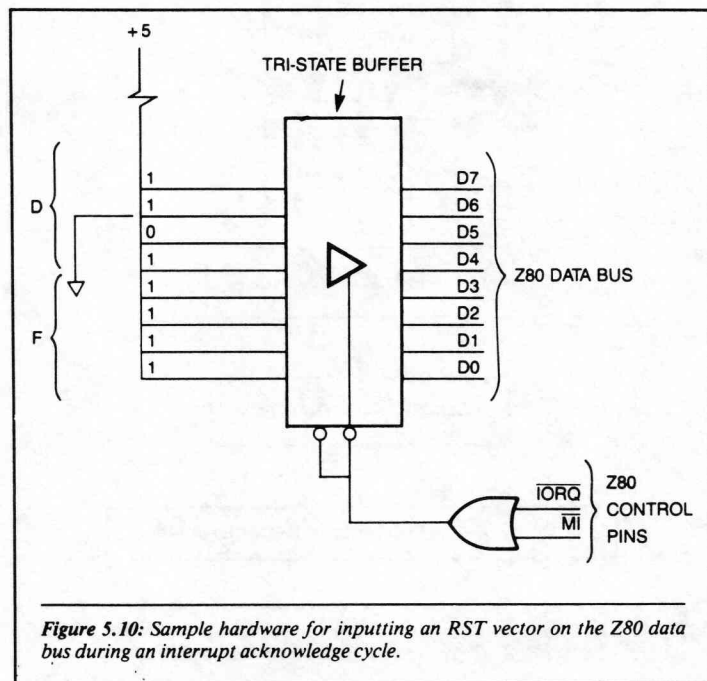 +5
TRI-STATE BUFFER
D
F
1
1
0
1
1
1
1
1
D7
D6
D5
D4
D3
D2
D1
D0
Z80 DATA BUS
IORQ
MI
Z80
CONTROL
PINS
Figure 5.10: Sample hardware for inputting an RST vector on the Z80 data
bus during an interrupt acknowledge cycle.